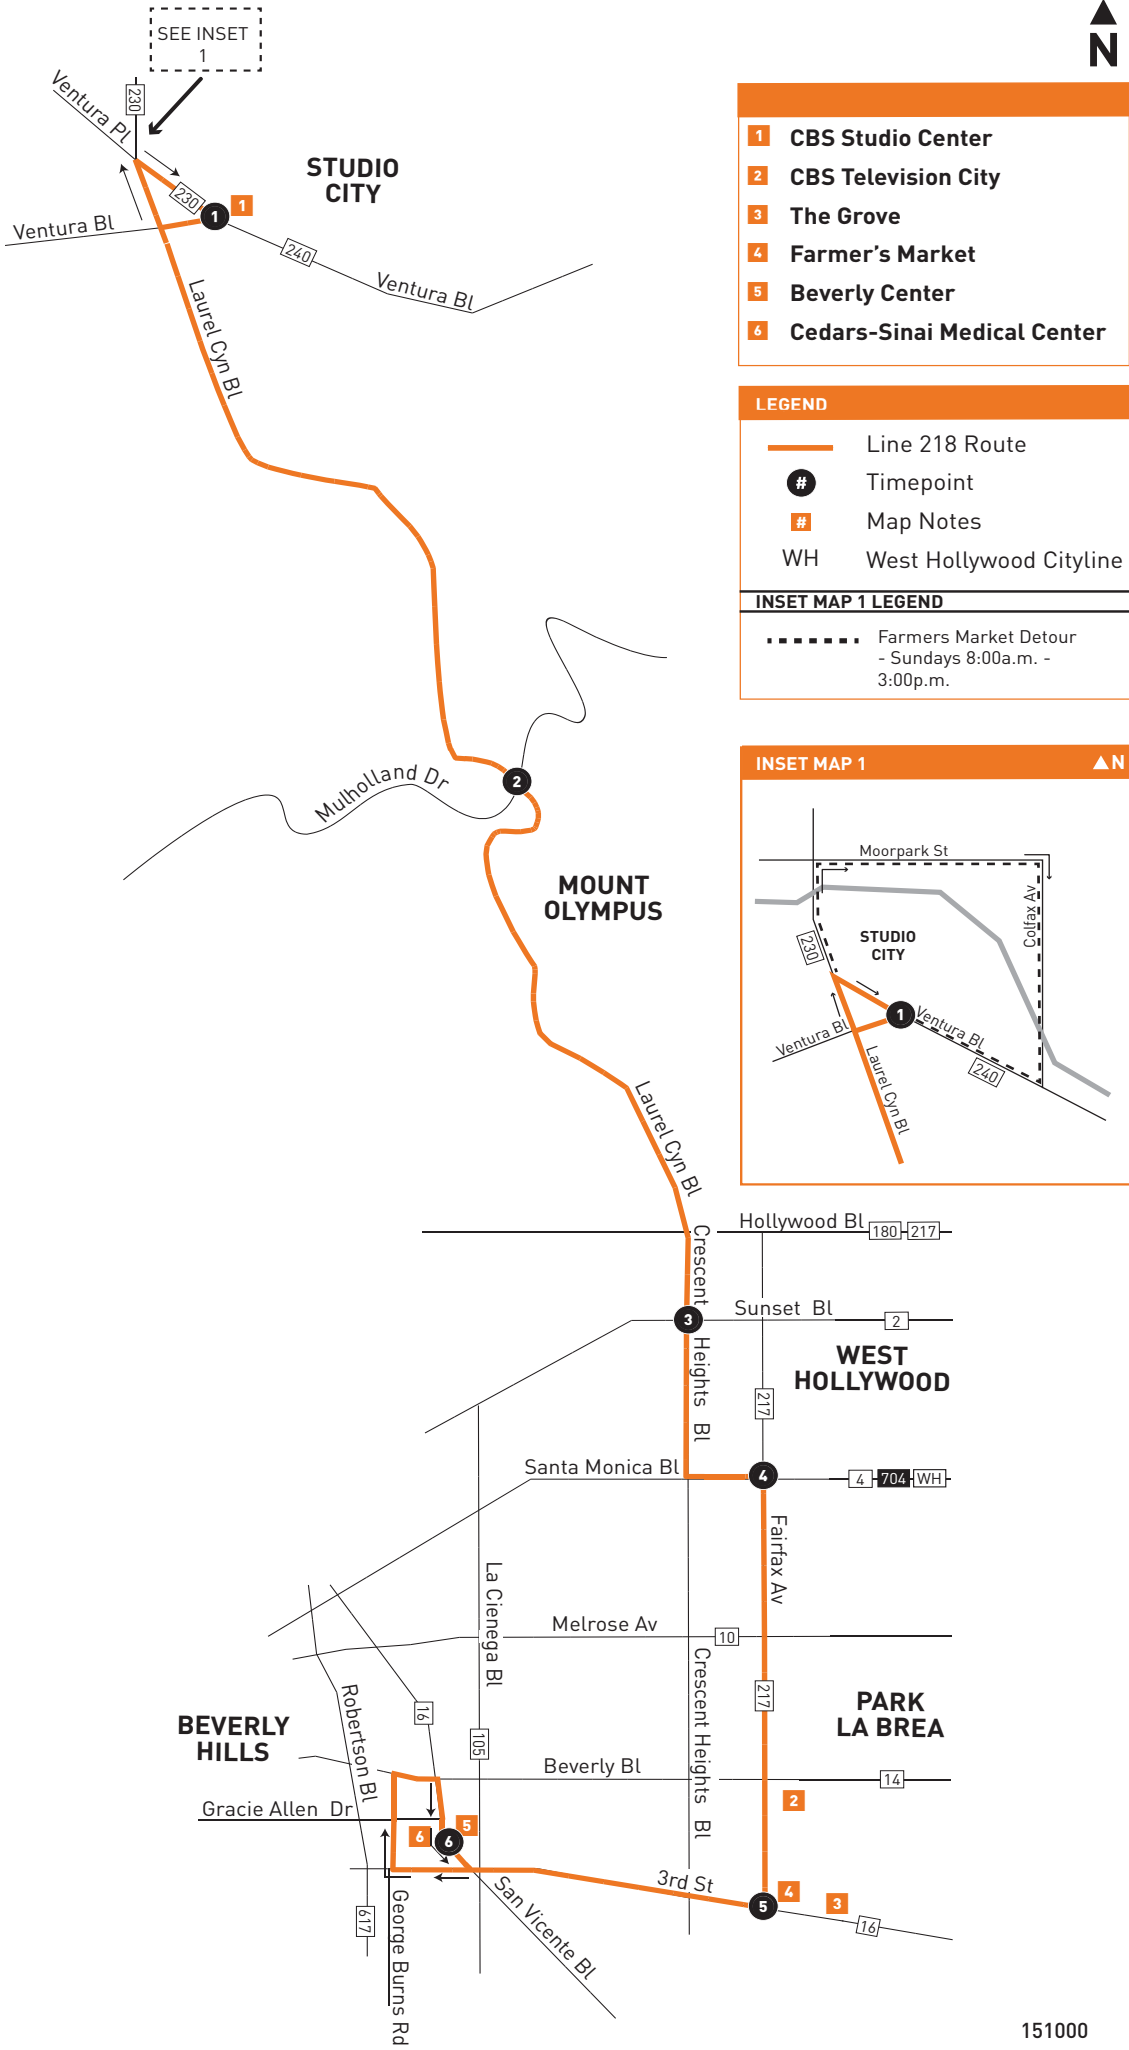 SEE INSET
1
N
Ventura Pl
230
STUDIO
CITY
230
1
1
Ventura Bl
240
Ventura Bl
Laurel Cyn Bl
1 CBS Studio Center
2 CBS Television City
3 The Grove
4 Farmer's Market
5 Beverly Center
6 Cedars-Sinai Medical Center
LEGEND
Line 218 Route
# Timepoint
# Map Notes
WH West Hollywood Cityline
INSET MAP 1 LEGEND
Farmers Market Detour
- Sundays 8:00a.m. -
3:00p.m.
Mulholland Dr
2
MOUNT
OLYMPUS
INSET MAP 1
N
Moorpark St
Colfax Av
230
STUDIO
CITY
1
Ventura Bl
Ventura Bl
240
Laurel Cyn Bl
Laurel Cyn Bl
Hollywood Bl
180
217
Crescent Heights Bl
3
Sunset Bl
2
WEST
HOLLYWOOD
217
Santa Monica Bl
4
4
704
WH
Fairfax Av
La Cienega Bl
Melrose Av
10
Crescent Heights Bl
217
PARK
LA BREA
Robertson Bl
16
105
BEVERLY
HILLS
Beverly Bl
14
2
Gracie Allen Dr
6
6
5
3rd St
5
4
3
16
617
George Burns Rd
San Vicente Bl
151000